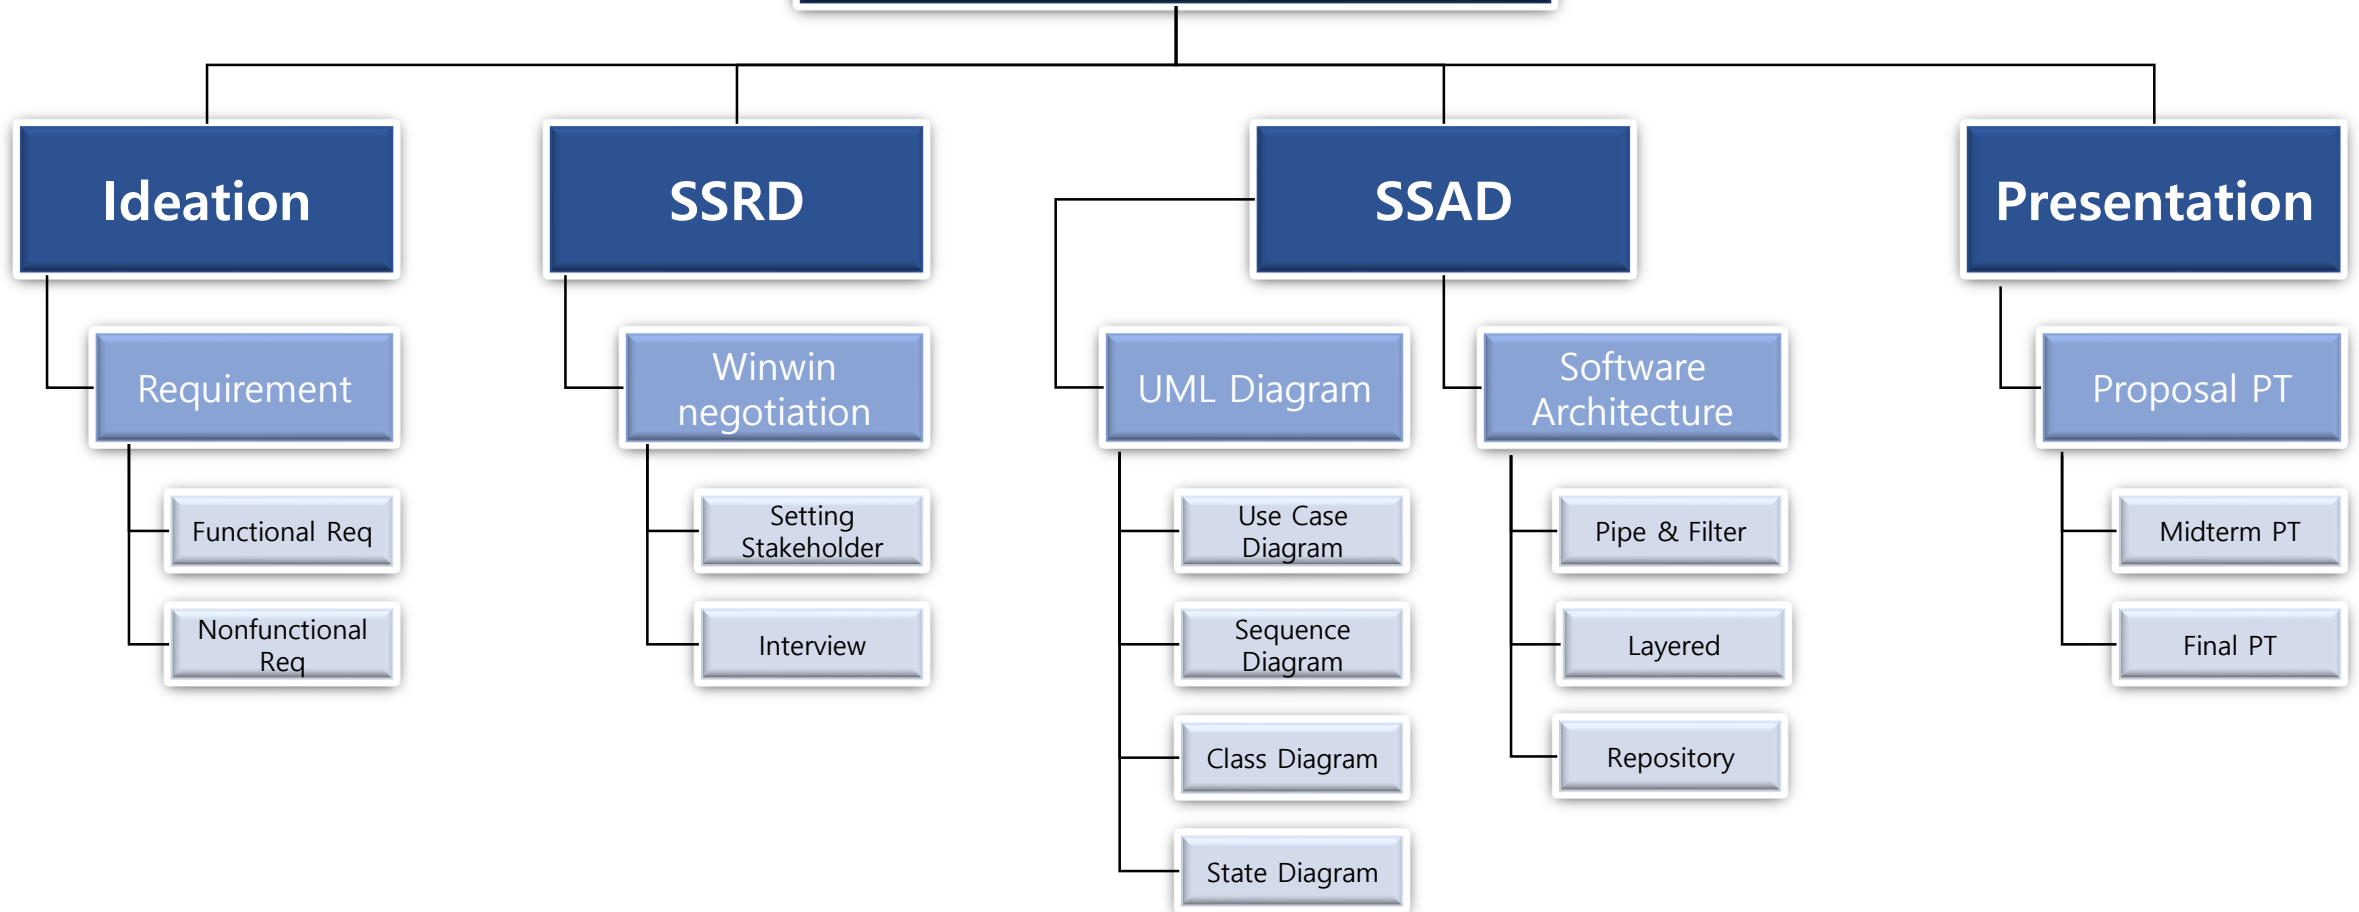 Ideation
SSRD
SSAD
Presentation
Requirement
Winwin
negotiation
UML Diagram
Software
Architecture
Proposal PT
Functional Req
Nonfunctional
Req
Setting
Stakeholder
Interview
Use Case
Diagram
Sequence
Diagram
Class Diagram
State Diagram
Pipe & Filter
Layered
Repository
Midterm PT
Final PT